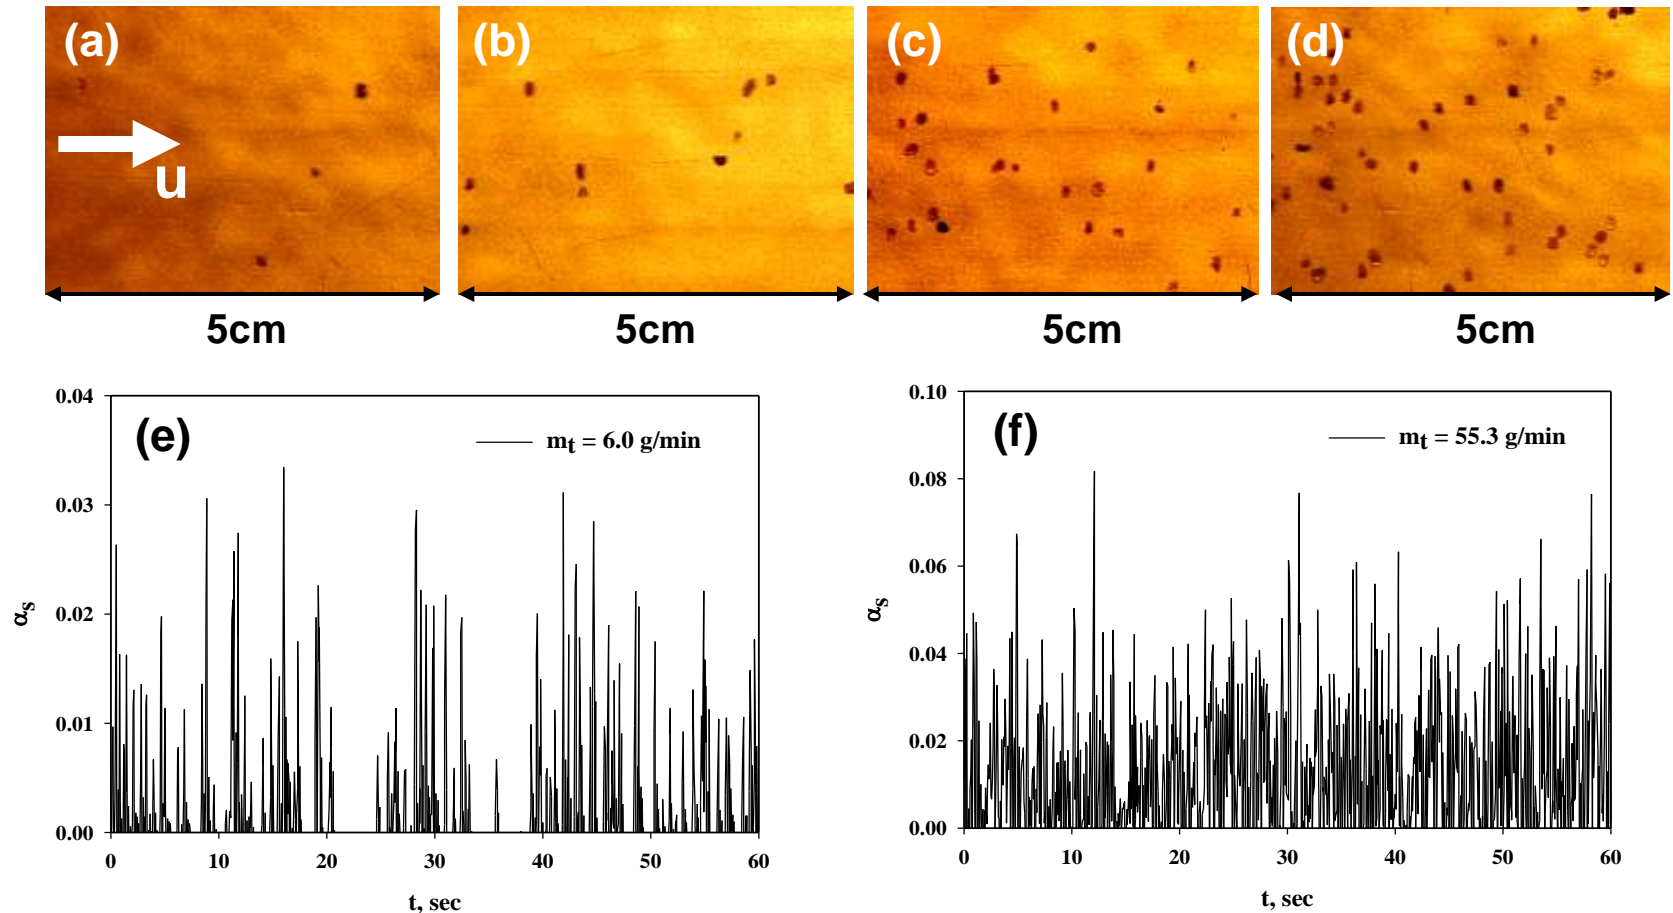 (a) (b) (c) (d)
u
5cm 5cm 5cm 5cm
(e)
mt = 6.0 g/min
0.04
0.03
0.02
0.01
0.00
αs
0 10 20 30 40 50 60
t, sec
(f)
mt = 55.3 g/min
0.10
0.08
0.06
0.04
0.02
0.00
αs
0 10 20 30 40 50 60
t, sec